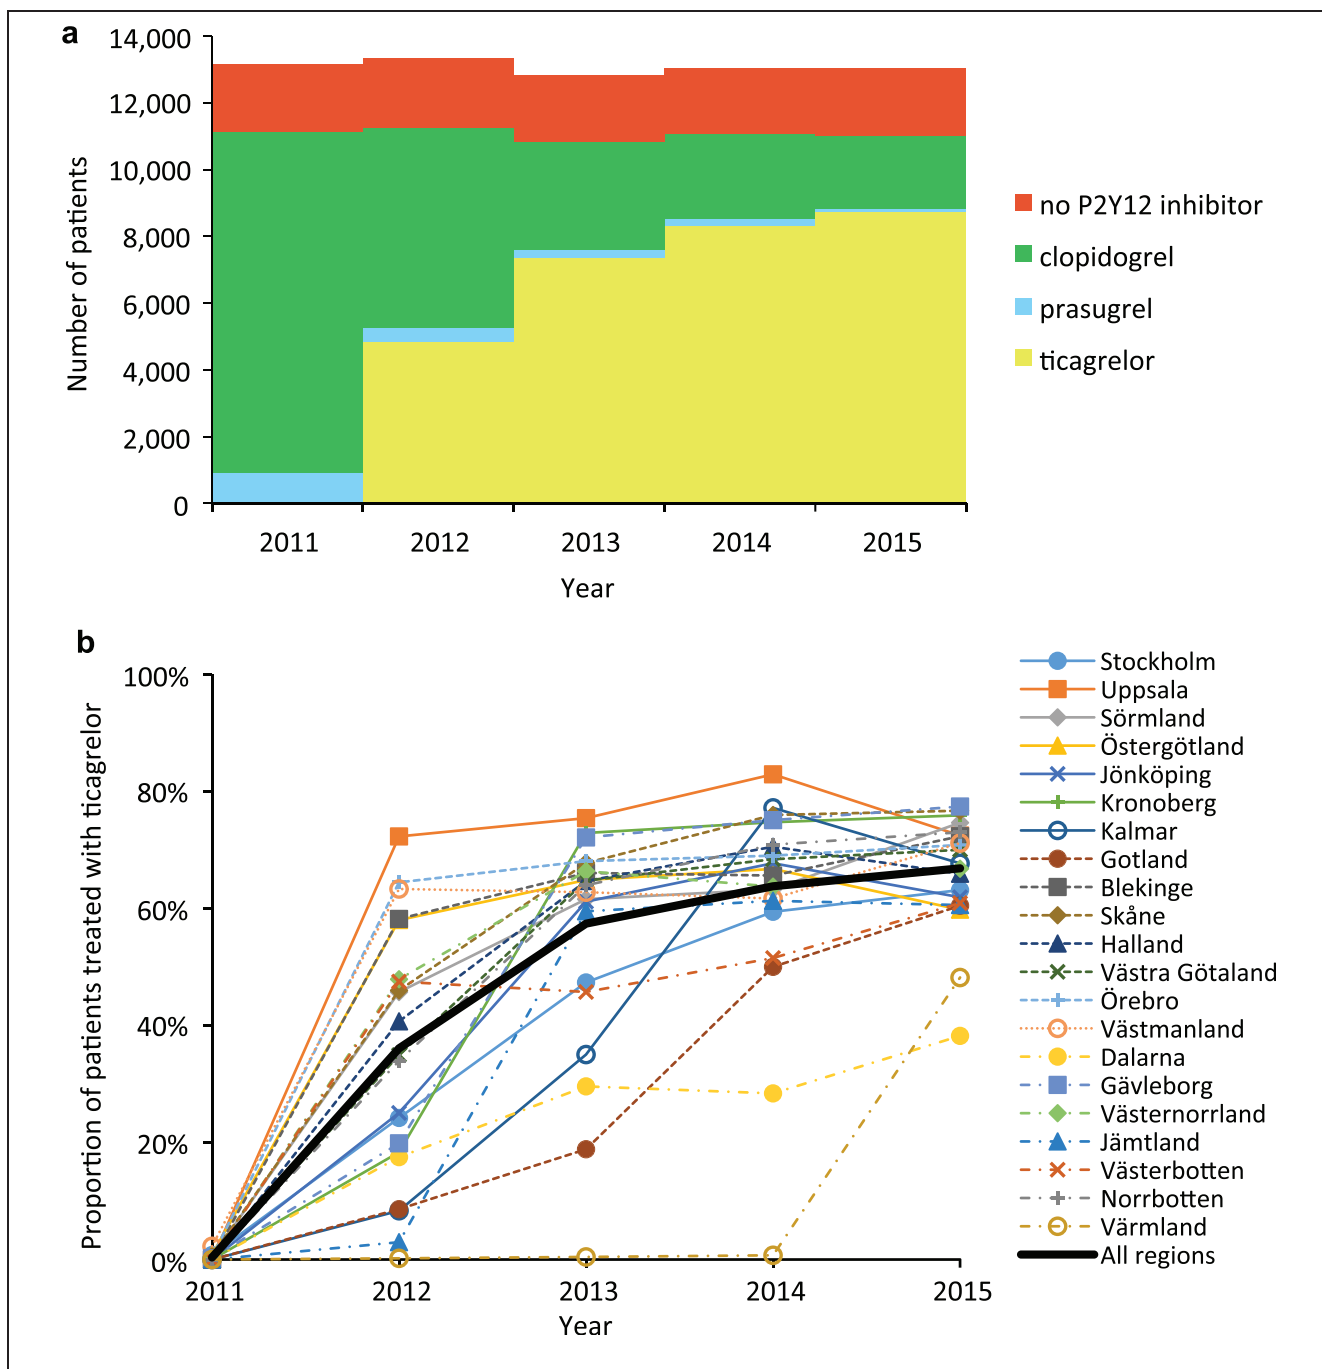 a
14,000
12,000
10,000
8,000
6,000
4,000
2,000
0
Number of patients
2011 2012 2013 2014 2015
Year
no P2Y12 inhibitor
clopidogrel
prasugrel
ticagrelor
b
100%
80%
60%
40%
20%
0%
Proportion of patients treated with ticagrelor
2011 2012 2013 2014 2015
Year
Stockholm
Uppsala
Sörmland
Östergötland
Jönköping
Kronoberg
Kalmar
Gotland
Blekinge
Skåne
Halland
Västra Götaland
Örebro
Västmanland
Dalarna
Gävleborg
Västernorrland
Jämtland
Västerbotten
Norrbotten
Värmland
All regions